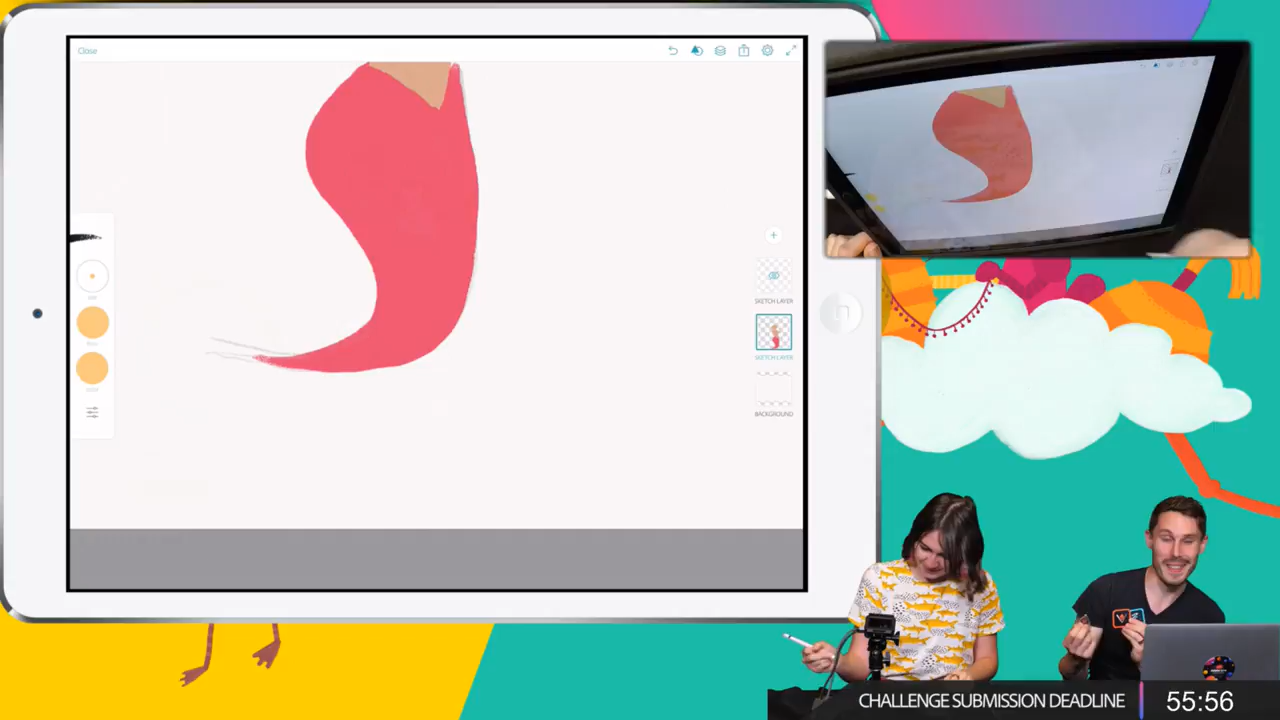 Close
SKETCH LAYER
SKETCH LAYER
BACKGROUND
CHALLENGE SUBMISSION DEADLINE
55:56